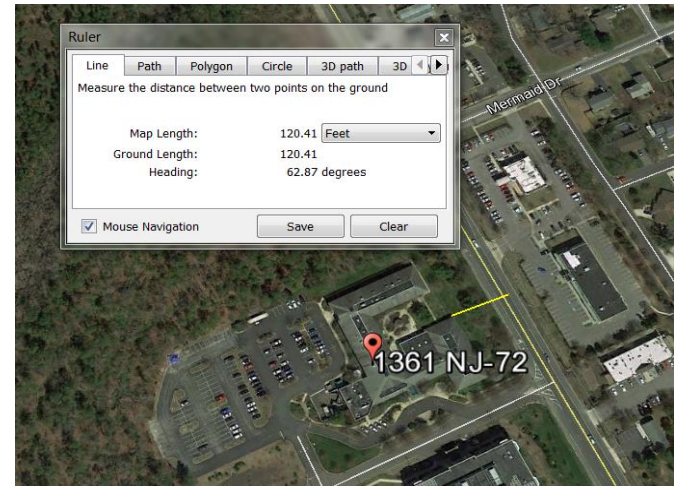 Ruler
Line Path Polygon Circle 3D path 3D
Measure the distance between two points on the ground
Map Length: 120.41 Feet
Ground Length: 120.41
Heading: 62.87 degrees
Mouse Navigation Save Clear
Mermaid Dr
1361 NJ-72